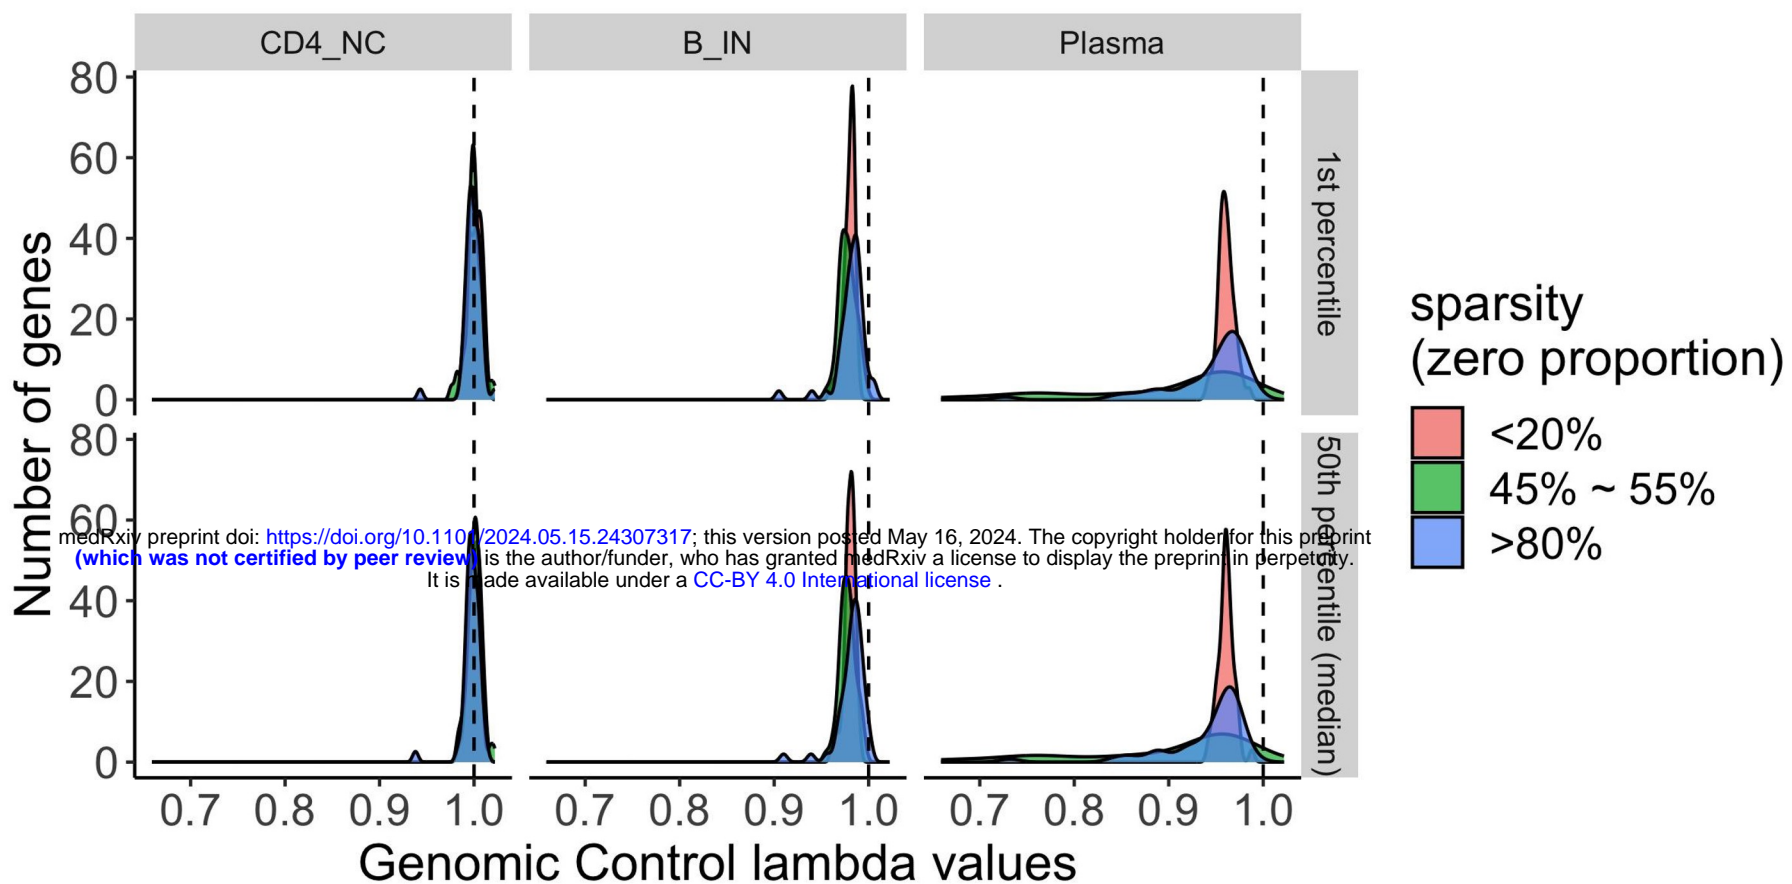 CD4_NC
B_IN
Plasma
80
60
40
20
0
1st percentile
80
60
40
20
0
50th percentile (median)
Number of genes
medRxiv preprint doi: https://doi.org/10.1101/2024.05.15.24307317; this version posted May 16, 2024. The copyright holder for this preprint
(which was not certified by peer review) is the author/funder, who has granted medRxiv a license to display the preprint in perpetuity.
It is made available under a CC-BY 4.0 International license .
0.7 0.8 0.9 1.0
0.7 0.8 0.9 1.0
0.7 0.8 0.9 1.0
Genomic Control lambda values
sparsity
(zero proportion)
<20%
45% ~ 55%
>80%